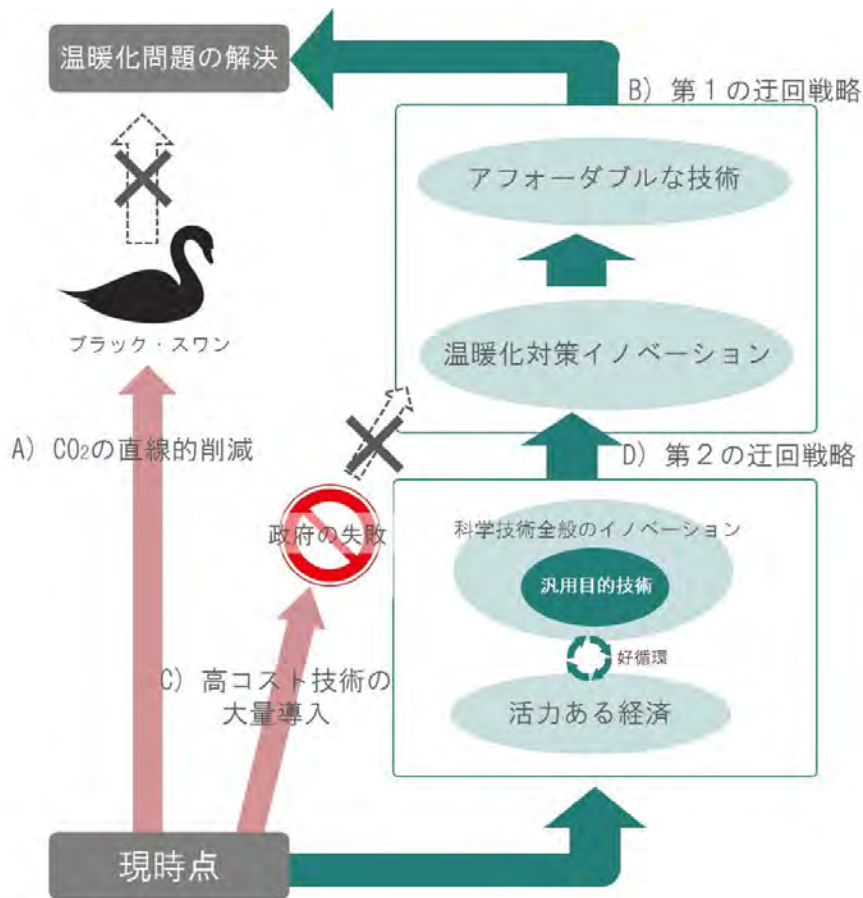 温暖化問題の解決
B) 第1の迂回戦略
アフォーダブルな技術
ブラック・スワン
温暖化対策イノベーション
A) CO₂の直線的削減
D) 第2の迂回戦略
政府の失敗
科学技術全般のイノベーション
汎用目的技術
好循環
C) 高コスト技術の
大量導入
活力ある経済
現時点